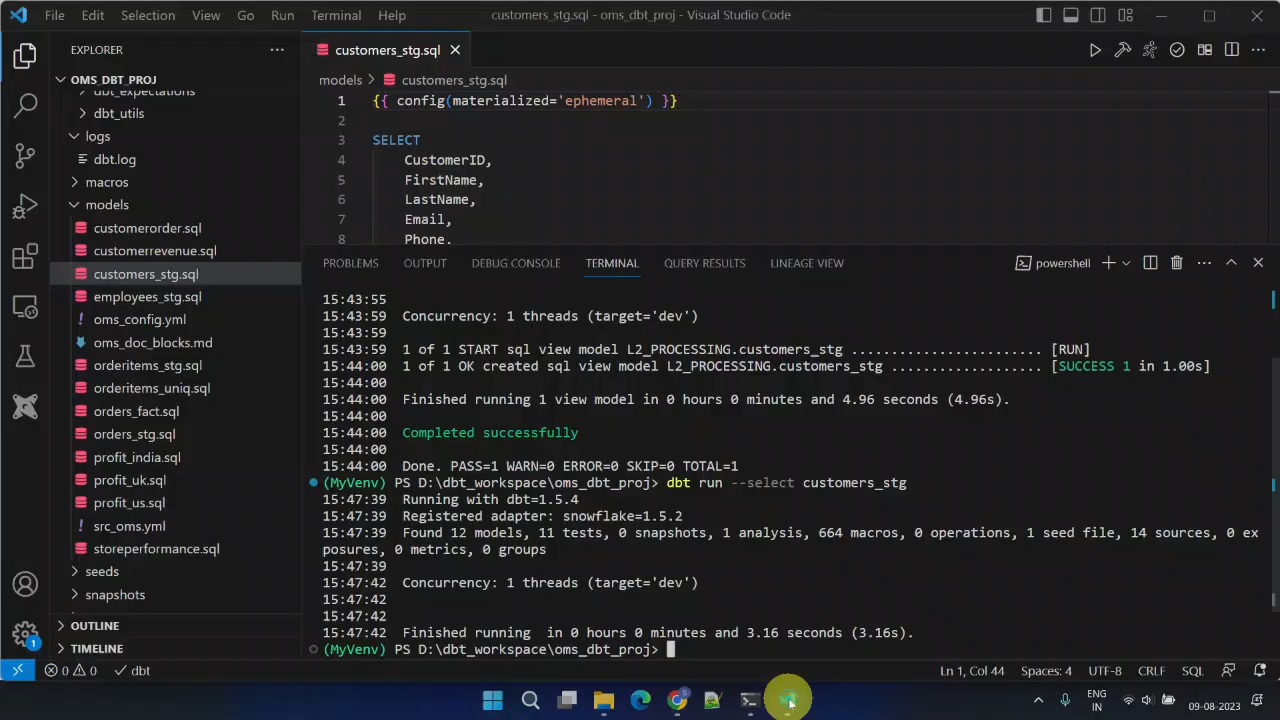 File Edit Selection View Go Run Terminal Help
customers_stg.sql - oms_dbt_proj - Visual Studio Code
EXPLORER
OMS_DBT_PROJ
dbt_expectations
dbt_utils
logs
dbt.log
macros
models
customerorder.sql
customerrevenue.sql
customers_stg.sql
employees_stg.sql
oms_config.yml
oms_doc_blocks.md
orderitems_stg.sql
orderitems_uniq.sql
orders_fact.sql
orders_stg.sql
profit_india.sql
profit_uk.sql
profit_us.sql
src_oms.yml
storeperformance.sql
seeds
snapshots
OUTLINE
TIMELINE
customers_stg.sql
models > customers_stg.sql
1 {{ config(materialized='ephemeral') }}
2
3 SELECT
4 CustomerID,
5 FirstName,
6 LastName,
7 Email,
8 Phone,
PROBLEMS OUTPUT DEBUG CONSOLE TERMINAL QUERY RESULTS LINEAGE VIEW
powershell
15:43:55
15:43:59 Concurrency: 1 threads (target='dev')
15:43:59
15:43:59 1 of 1 START sql view model L2_PROCESSING.customers_stg ........................ [RUN]
15:44:00 1 of 1 OK created sql view model L2_PROCESSING.customers_stg ................... [SUCCESS 1 in 1.00s]
15:44:00
15:44:00 Finished running 1 view model in 0 hours 0 minutes and 4.96 seconds (4.96s).
15:44:00
15:44:00 Completed successfully
15:44:00
15:44:00 Done. PASS=1 WARN=0 ERROR=0 SKIP=0 TOTAL=1
(MyVenv) PS D:\dbt_workspace\oms_dbt_proj> dbt run --select customers_stg
15:47:39 Running with dbt=1.5.4
15:47:39 Registered adapter: snowflake=1.5.2
15:47:39 Found 12 models, 11 tests, 0 snapshots, 1 analysis, 664 macros, 0 operations, 1 seed file, 14 sources, 0 ex
posures, 0 metrics, 0 groups
15:47:39
15:47:42 Concurrency: 1 threads (target='dev')
15:47:42
15:47:42
15:47:42 Finished running  in 0 hours 0 minutes and 3.16 seconds (3.16s).
(MyVenv) PS D:\dbt_workspace\oms_dbt_proj>
1
0 0 dbt
Ln 1, Col 44 Spaces: 4 UTF-8 CRLF SQL
ENG
IN
09-08-2023